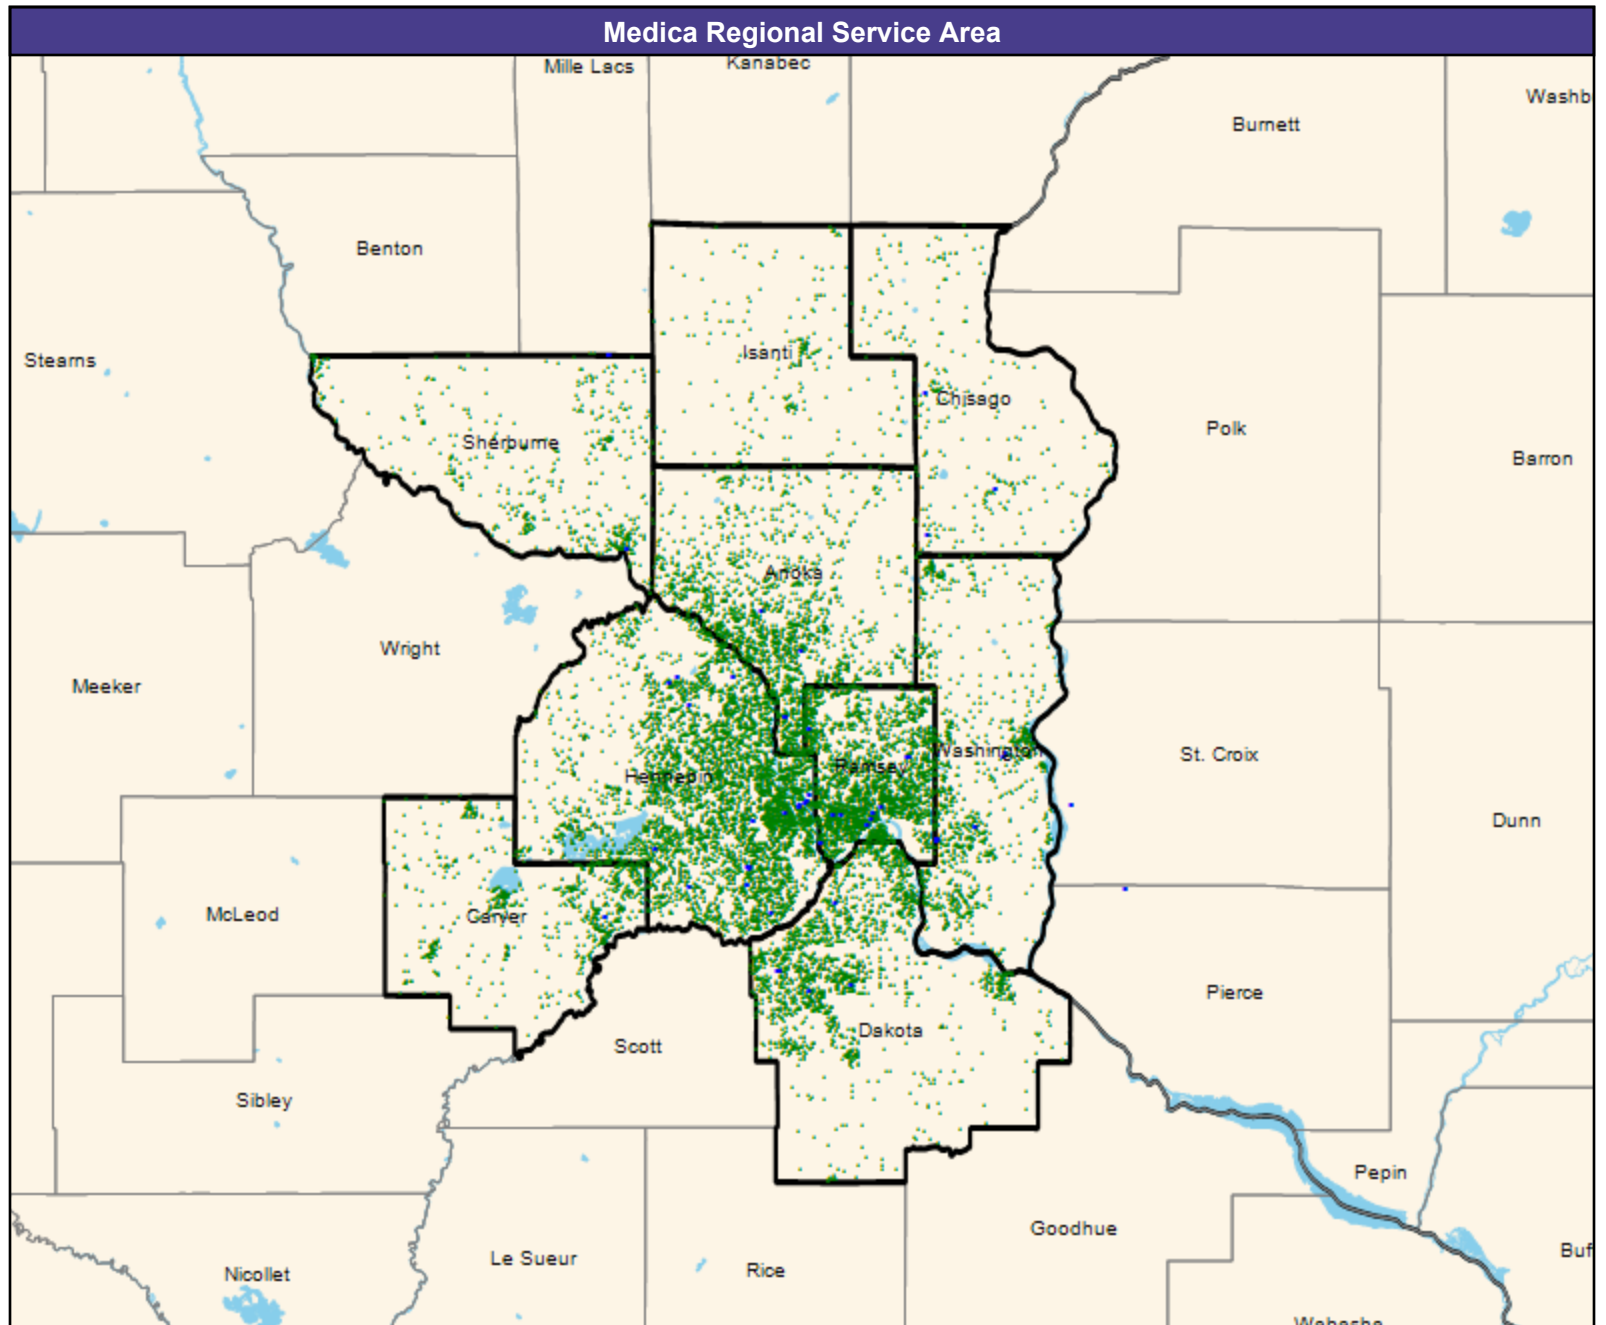 Medica Regional Service Area
Mille Lacs
Kanabec
Washb
Burnett
Benton
Stearns
Isanti
Chisago
Polk
Sherburne
Barron
Anoka
Wright
Meeker
Washington
St. Croix
Ramsey
Hennepin
Dunn
McLeod
Carver
Pierce
Dakota
Scott
Sibley
Pepin
Goodhue
Buf
Le Sueur
Rice
Nicollet